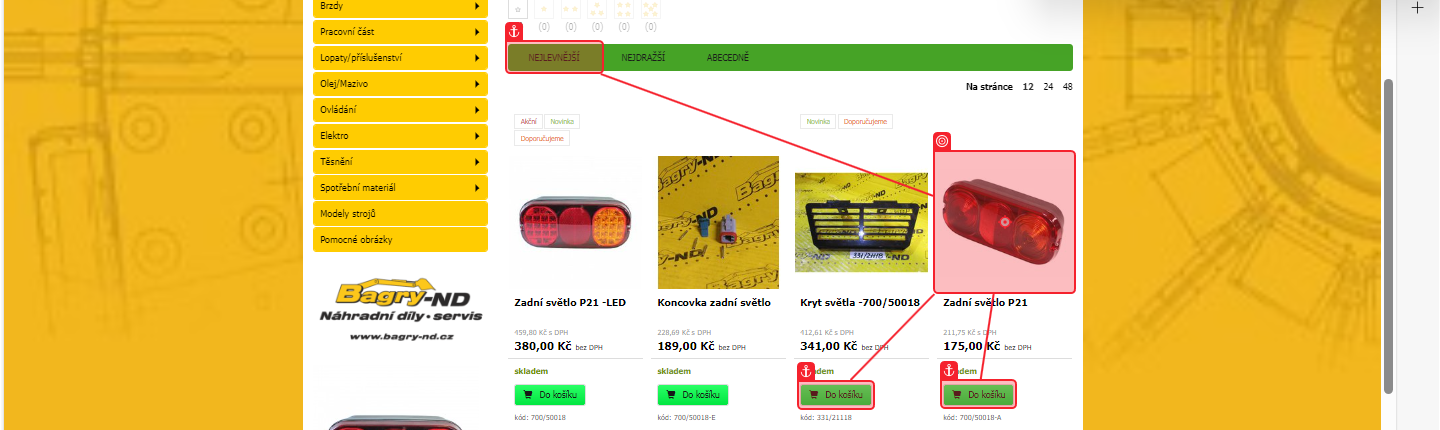 Brzdy
Pracovní část
Lopaty/příslušenství
Olej/Mazivo
Ovládání
Elektro
Těsnění
Spotřební materiál
Modely strojů
Pomocné obrázky
Bagry-ND
Náhradní díly • servis
www.bagry-nd.cz
(0) (0) (0) (0) (0)
NEJLEVNĚJŠÍ NEJDRAŽŠÍ ABECEDNĚ
Na stránce 12 24 48
Akční Novinka
Doporučujeme
Novinka Doporučujeme
331/21118
Zadní světlo P21 -LED
459,80 Kč s DPH
380,00 Kč bez DPH
skladem
Do košíku
kód: 700/50018
Koncovka zadní světlo
228,69 Kč s DPH
189,00 Kč bez DPH
skladem
Do košíku
kód: 700/50018-E
Kryt světla -700/50018
412,61 Kč s DPH
341,00 Kč bez DPH
Do košíku
kód: 331/21118
Zadní světlo P21
211,75 Kč s DPH
175,00 Kč bez DPH
Do košíku
kód: 700/50018-A